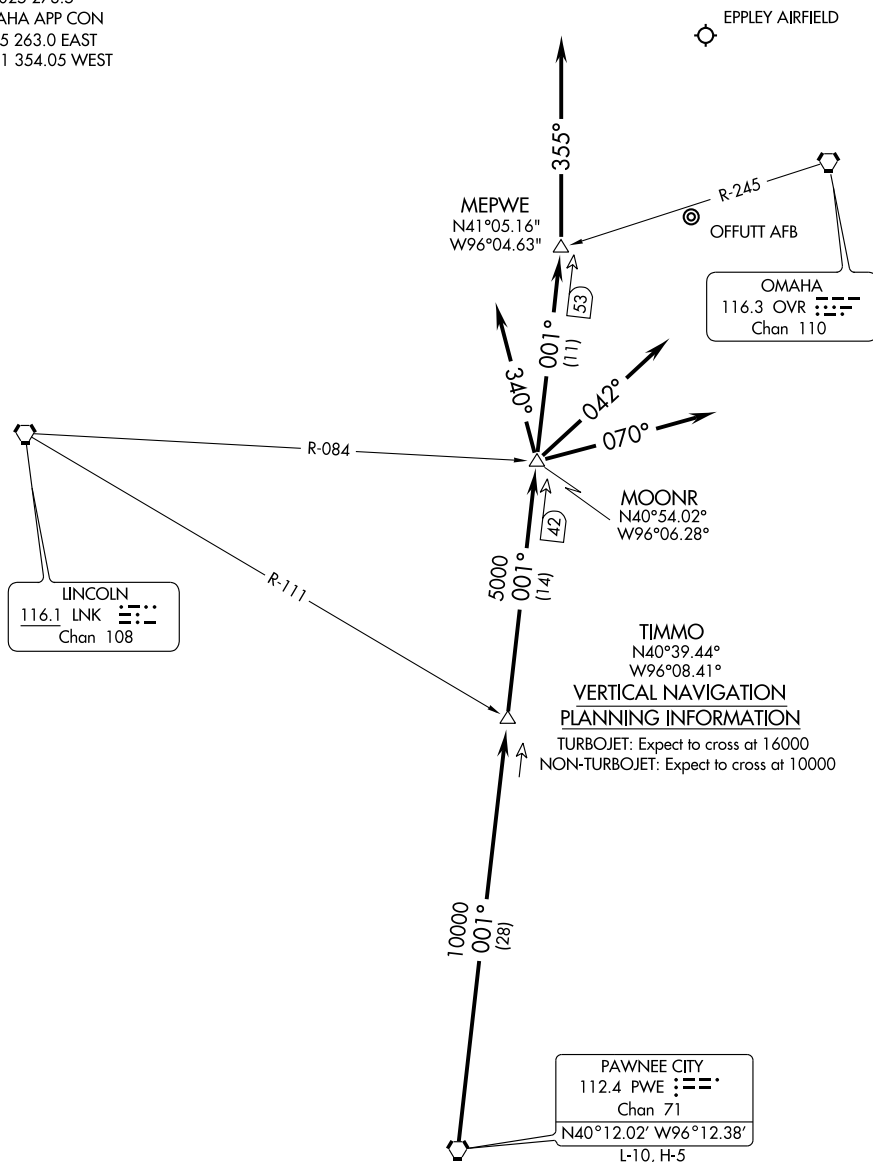 AHA APP CON
5 263.0 EAST
1 354.05 WEST
EPPLEY AIRFIELD
355°
R-245
MEPWE
N41°05.16"
W96°04.63"
OFFUTT AFB
OMAHA
116.3 OVR
Chan 110
53
001°
(11)
340°
042°
070°
R-084
MOONR
N40°54.02°
W96°06.28°
42
5000
001°
(14)
R-111
LINCOLN
116.1 LNK
Chan 108
TIMMO
N40°39.44°
W96°08.41°
VERTICAL NAVIGATION
PLANNING INFORMATION
TURBOJET: Expect to cross at 16000
NON-TURBOJET: Expect to cross at 10000
10000
001°
(28)
PAWNEE CITY
112.4 PWE
Chan 71
N40°12.02' W96°12.38'
L-10, H-5